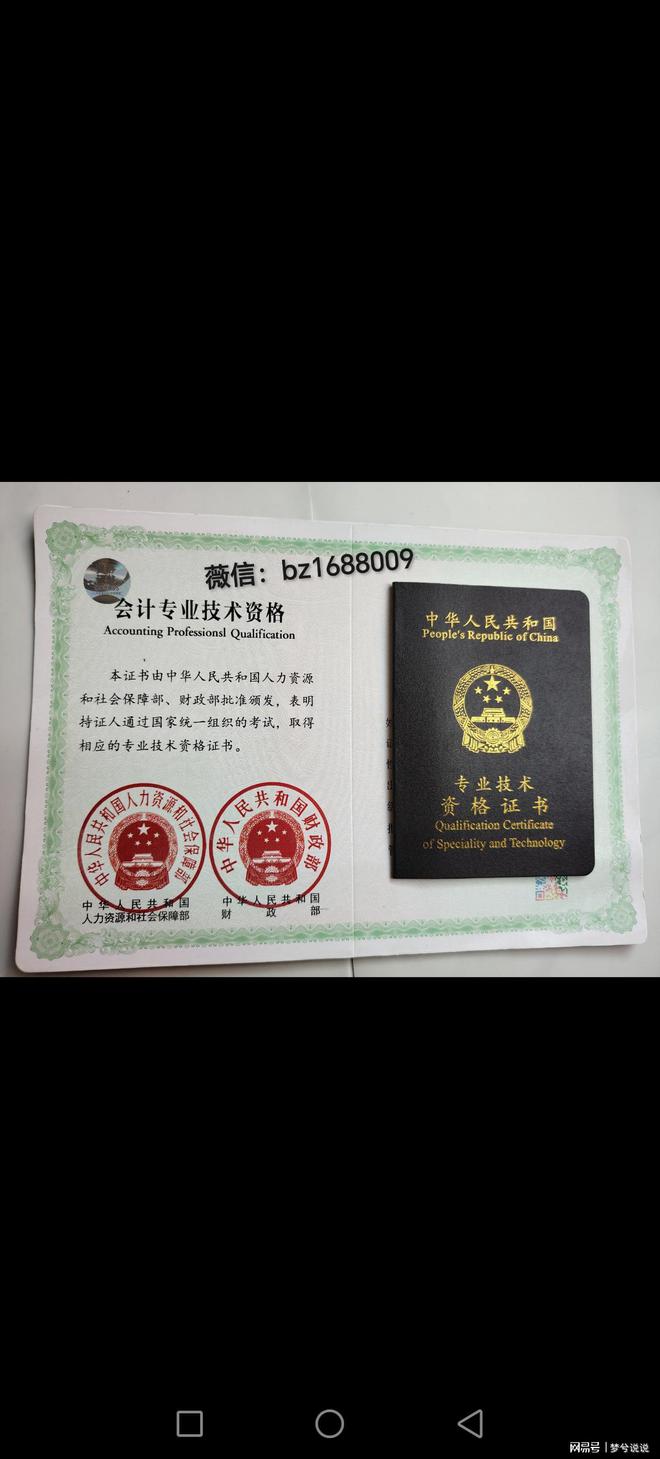 薇信：bz1688009
会计专业技术资格
Accounting Professionsl Qualification
本证书由中华人民共和国人力资源
和社会保障部、财政部批准颁发，表明
持证人通过国家统一组织的考试，取得
相应的专业技术资格证书。
中华人民共和国人力资源和社会保障部
中华人民共和国财政部
中华人民共和国
人力资源和社会保障部
中华人民共和国
财政部
中华人民共和国
People's Republic of China
专业技术
资格证书
Qualification Certificate
of Speciality and Technology
网易号 | 梦兮说说